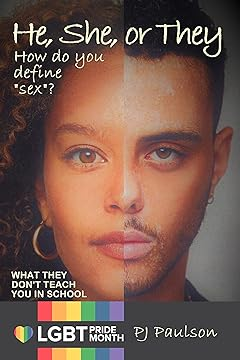 He, She, or They
How do you
define
"sex"?
WHAT THEY
DON'T TEACH
YOU IN SCHOOL
LGBT PRIDE MONTH
PJ Paulson